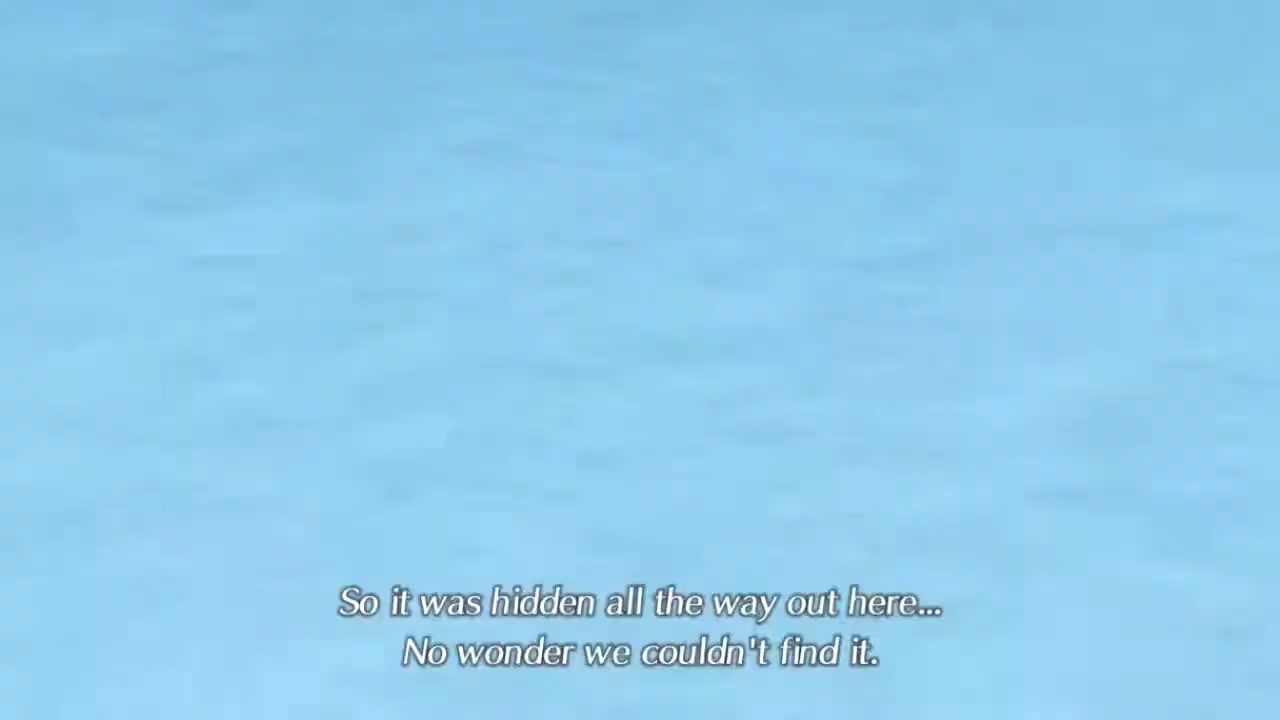 So it was hidden all the way out here...
No wonder we couldn't find it.